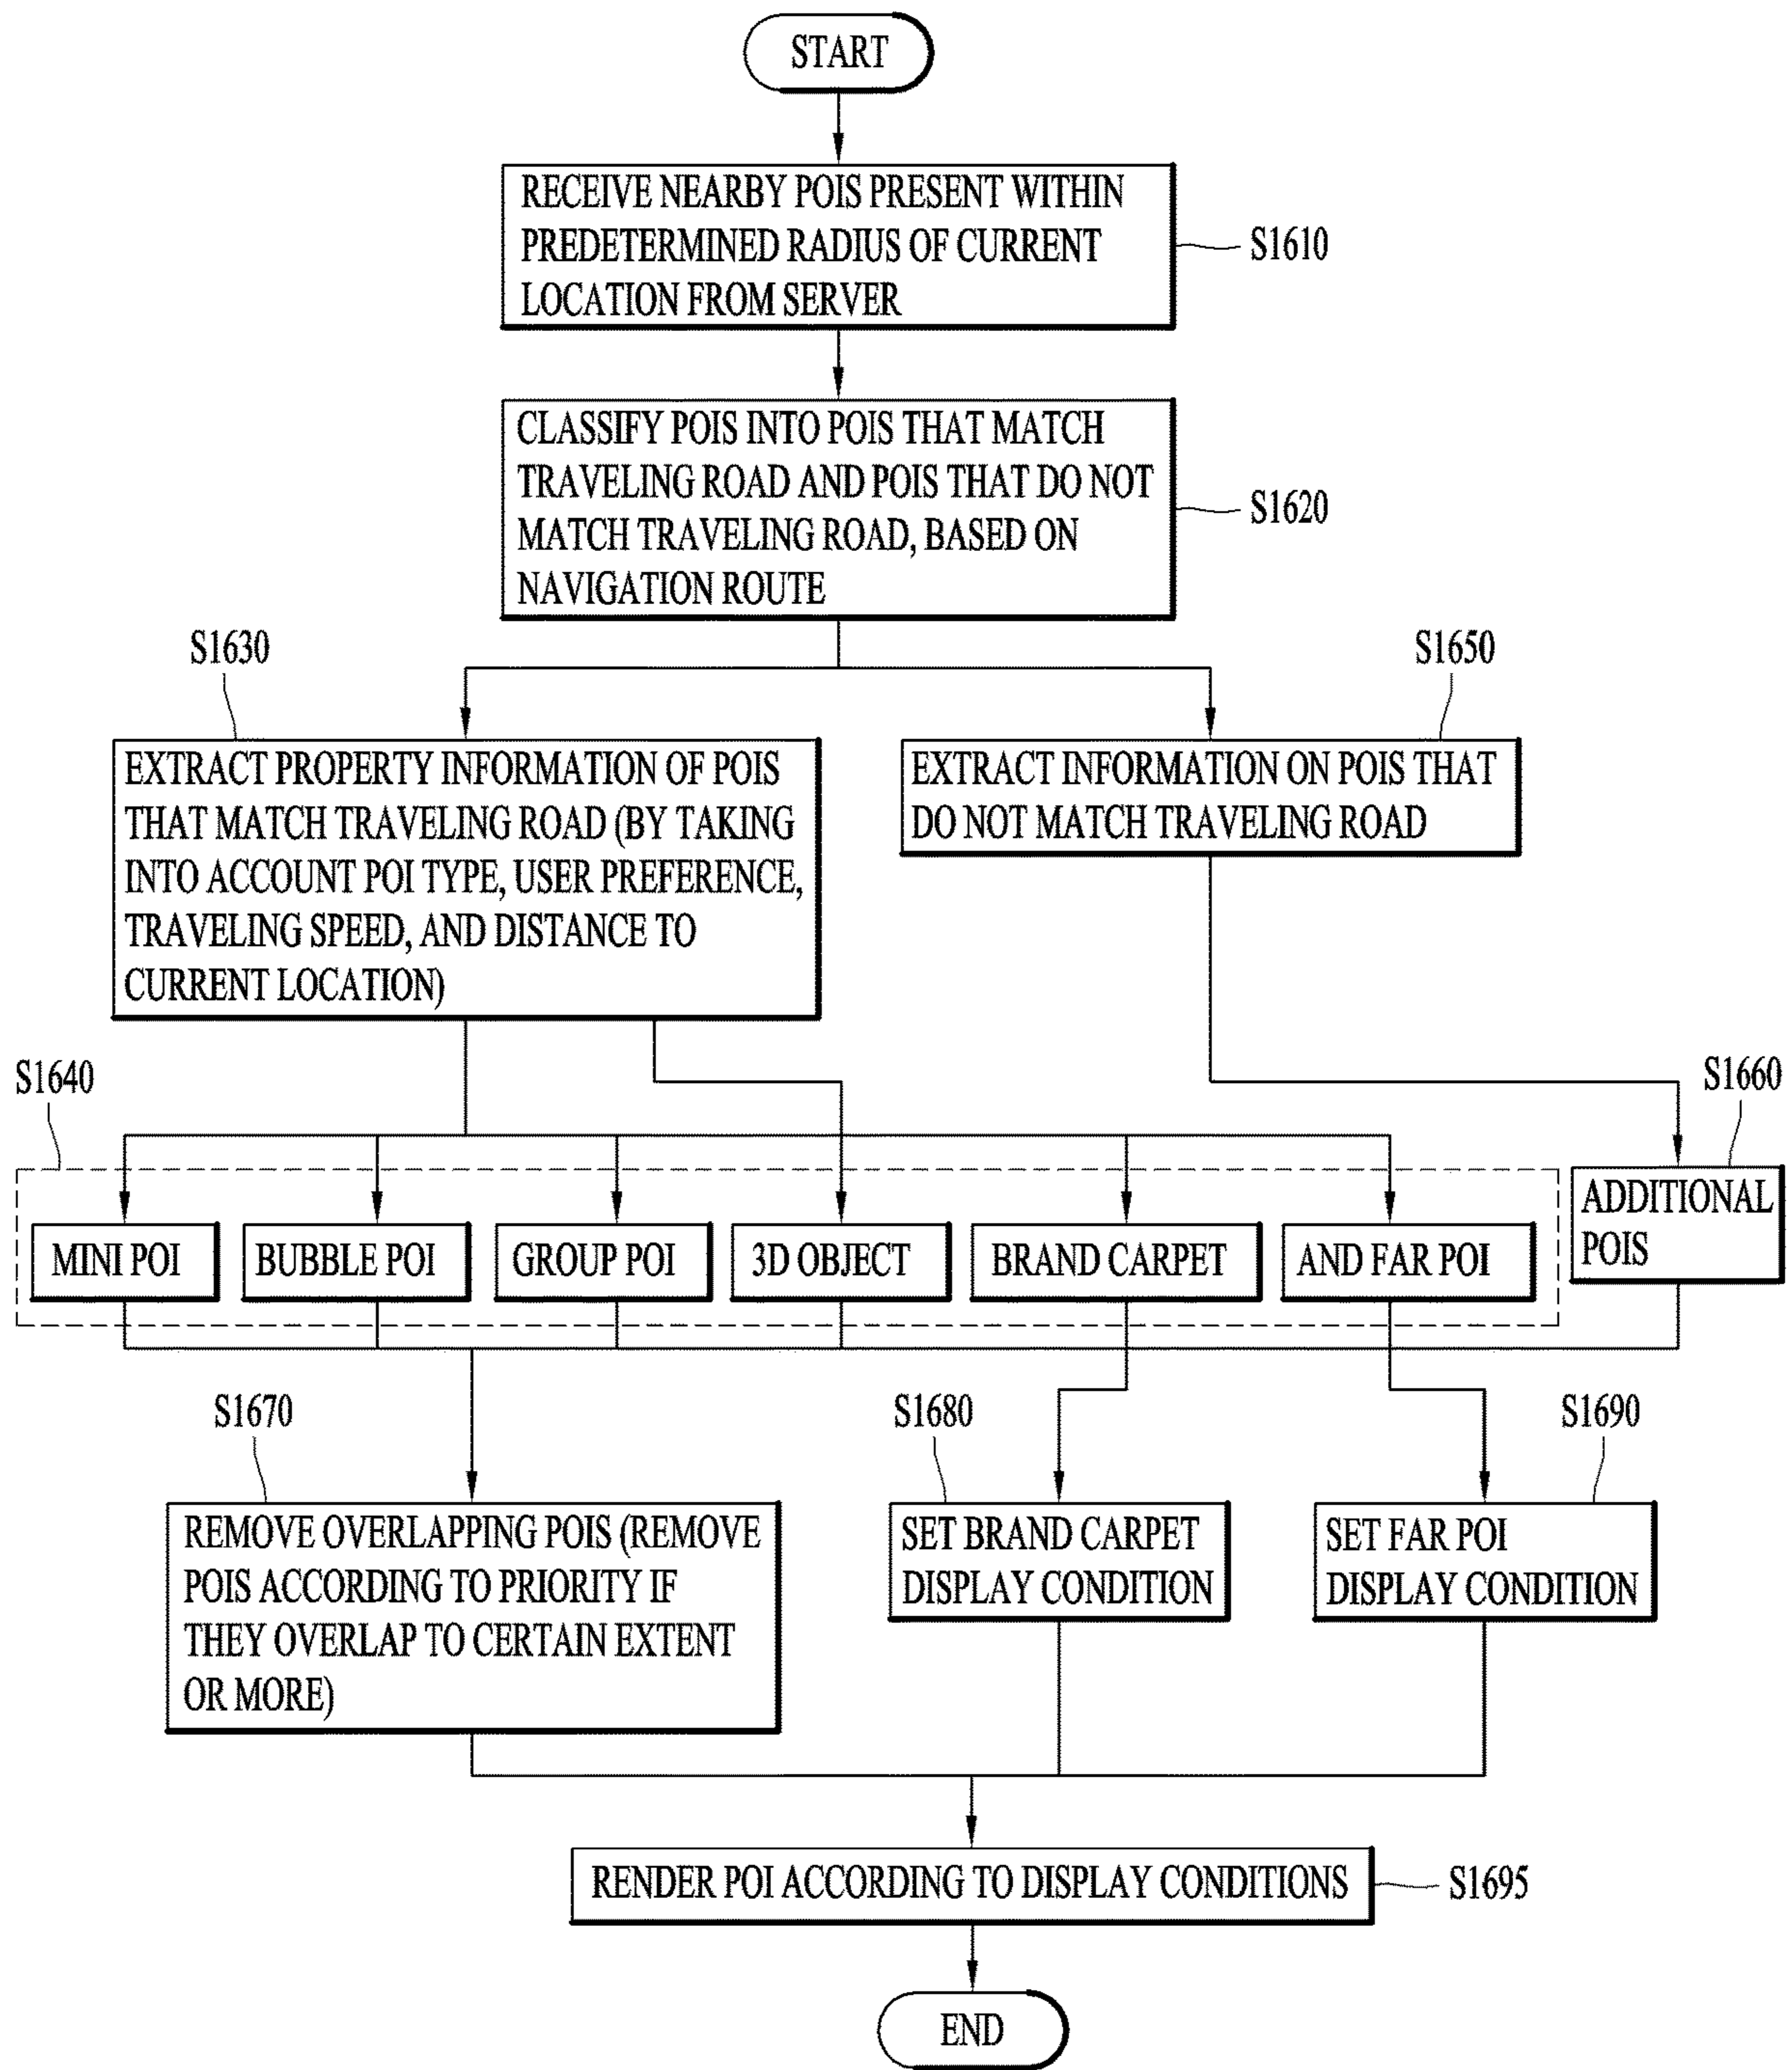 START
RECEIVE NEARBY POIS PRESENT WITHIN
PREDETERMINED RADIUS OF CURRENT
LOCATION FROM SERVER
S1610
CLASSIFY POIS INTO POIS THAT MATCH
TRAVELING ROAD AND POIS THAT DO NOT
MATCH TRAVELING ROAD, BASED ON
NAVIGATION ROUTE
S1620
S1630
EXTRACT PROPERTY INFORMATION OF POIS
THAT MATCH TRAVELING ROAD (BY TAKING
INTO ACCOUNT POI TYPE, USER PREFERENCE,
TRAVELING SPEED, AND DISTANCE TO
CURRENT LOCATION)
S1650
EXTRACT INFORMATION ON POIS THAT
DO NOT MATCH TRAVELING ROAD
S1640
MINI POI
BUBBLE POI
GROUP POI
3D OBJECT
BRAND CARPET
AND FAR POI
S1660
ADDITIONAL
POIS
S1670
REMOVE OVERLAPPING POIS (REMOVE
POIS ACCORDING TO PRIORITY IF
THEY OVERLAP TO CERTAIN EXTENT
OR MORE)
S1680
SET BRAND CARPET
DISPLAY CONDITION
S1690
SET FAR POI
DISPLAY CONDITION
RENDER POI ACCORDING TO DISPLAY CONDITIONS
S1695
END